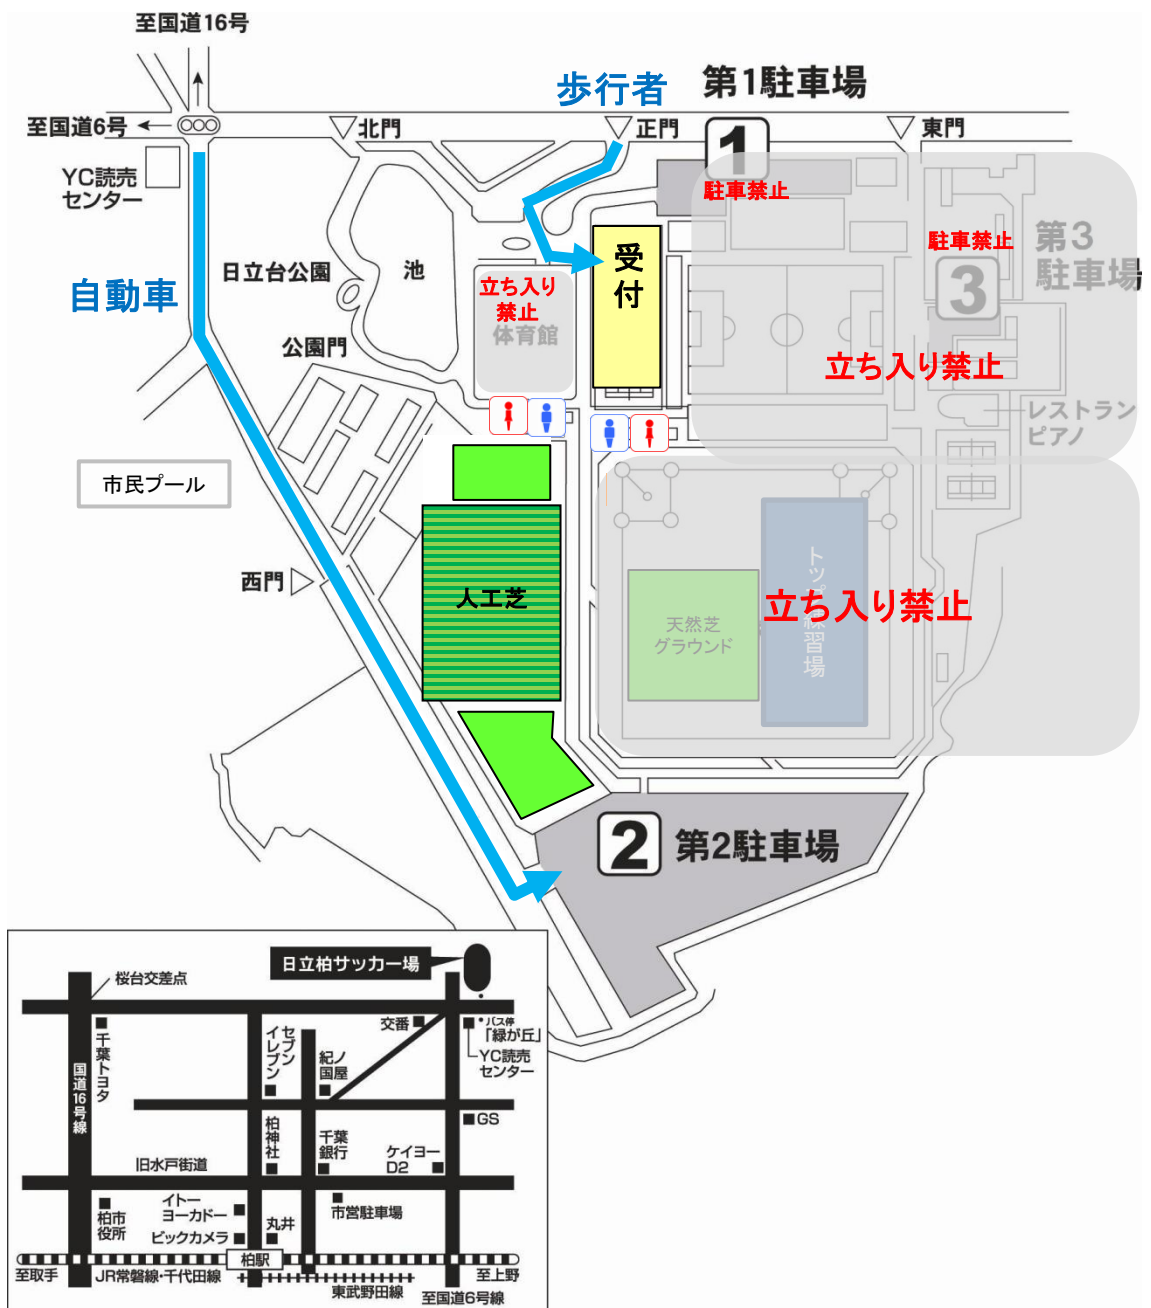 至国道16号
歩行者
第1駐車場
至国道6号
北門
正門
東門
1
YC読売
センター
駐車禁止
駐車禁止
第3
駐車場
3
受付
日立台公園
池
自動車
立ち入り
禁止
体育館
公園門
立ち入り禁止
レストラン
ピアノ
市民プール
西門
人工芝
天然芝
グラウンド
トップ練習場
立ち入り禁止
2
第2駐車場
日立柏サッカー場
桜台交差点
千葉トヨタ
国道16号線
セブン
イレブン
紀ノ
国屋
交番
バス停
「緑が丘」
YC読売
センター
GS
柏神社
千葉
銀行
ケイヨー
D2
旧水戸街道
柏市
役所
イトー
ヨーカドー
ビックカメラ
丸井
市営駐車場
柏駅
至取手
JR常磐線・千代田線
東武野田線
至上野
至国道6号線